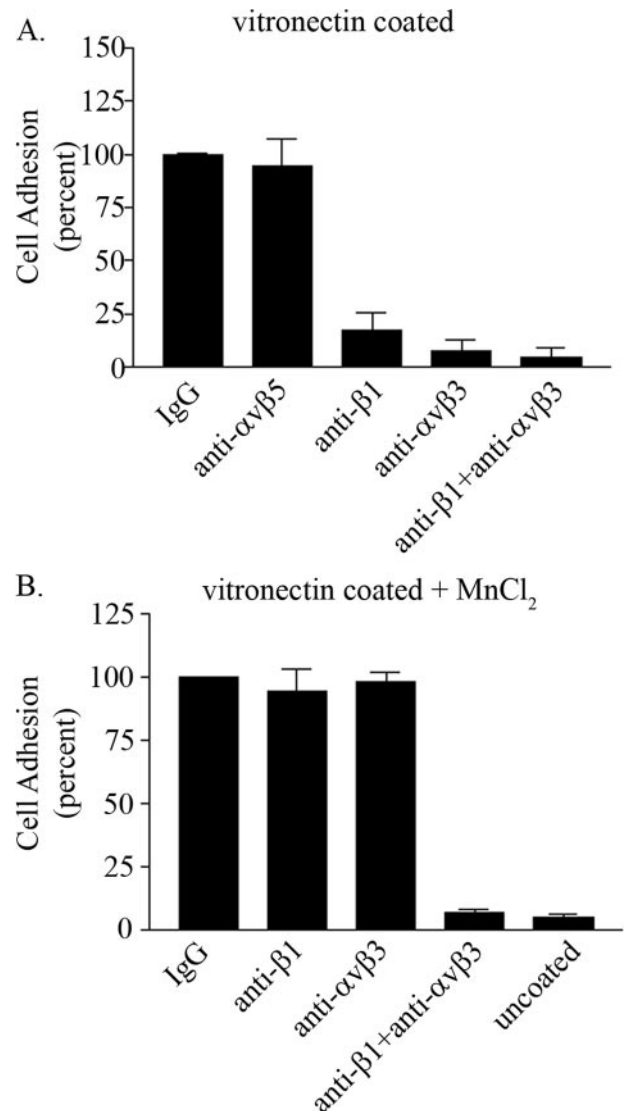 A.
vitronectin coated
150
125
100
75
50
25
0
Cell Adhesion
(percent)
IgG
anti-αvβ5
anti-β1
anti-αvβ3
anti-β1+anti-αvβ3
B.
vitronectin coated + MnCl₂
125
100
75
50
25
0
Cell Adhesion
(percent)
IgG
anti-β1
anti-αvβ3
anti-β1+anti-αvβ3
uncoated